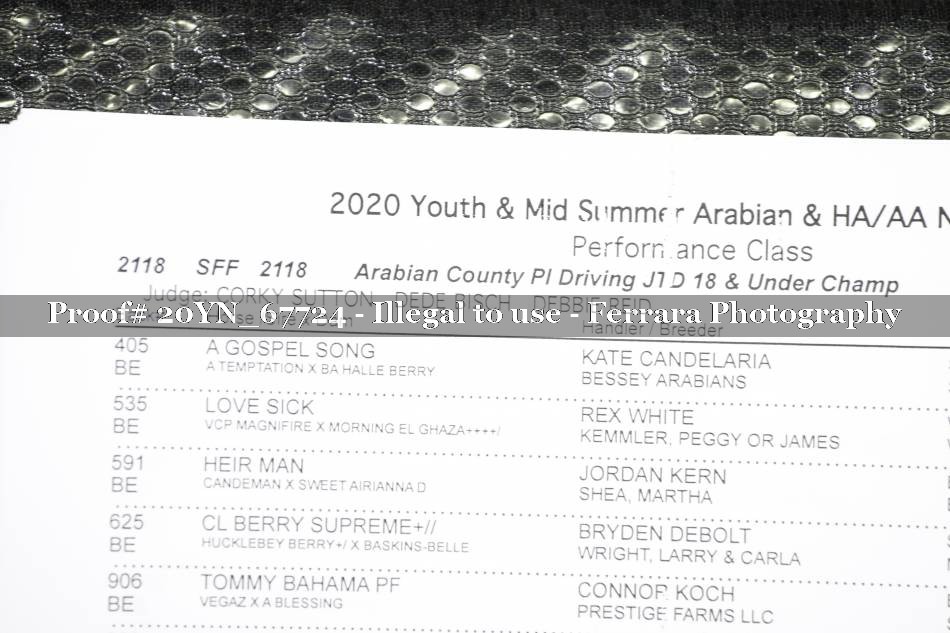 2020 Youth & Mid Summer Arabian & HA/AA N
Performance Class
2118 SFF 2118 Arabian County Pl Driving JTD 18 & Under Champ
Judge: CORKY SUTTON, DEDE BISCH, DEBBIE REID
Proof# 20YN_67724 - Illegal to use - Ferrara Photography
Handler / Breeder
405 A GOSPEL SONG KATE CANDELARIA
BE A TEMPTATION X BA HALLE BERRY BESSEY ARABIANS
535 LOVE SICK REX WHITE
BE VCP MAGNIFIRE X MORNING EL GHAZA++++/ KEMMLER, PEGGY OR JAMES
591 HEIR MAN JORDAN KERN
BE CANDEMAN X SWEET AIRIANNA D SHEA, MARTHA
625 CL BERRY SUPREME+// BRYDEN DEBOLT
BE HUCKLEBEY BERRY+/ X BASKINS-BELLE WRIGHT, LARRY & CARLA
906 TOMMY BAHAMA PF CONNOR KOCH
BE VEGAZ X A BLESSING PRESTIGE FARMS LLC